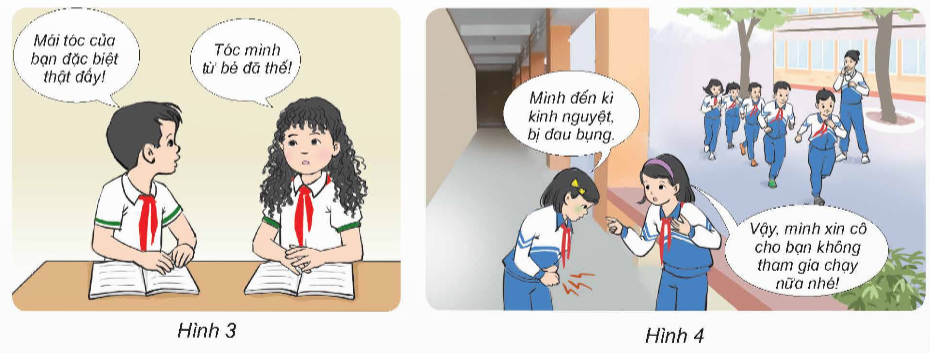 Mái tóc của
bạn đặc biệt
thật đấy!
Tóc mình
từ bé đã thế!
Hình 3
Mình đến kì
kinh nguyệt,
bị đau bụng.
Vậy, mình xin cô
cho bạn không
tham gia chạy
nữa nhé!
Hình 4